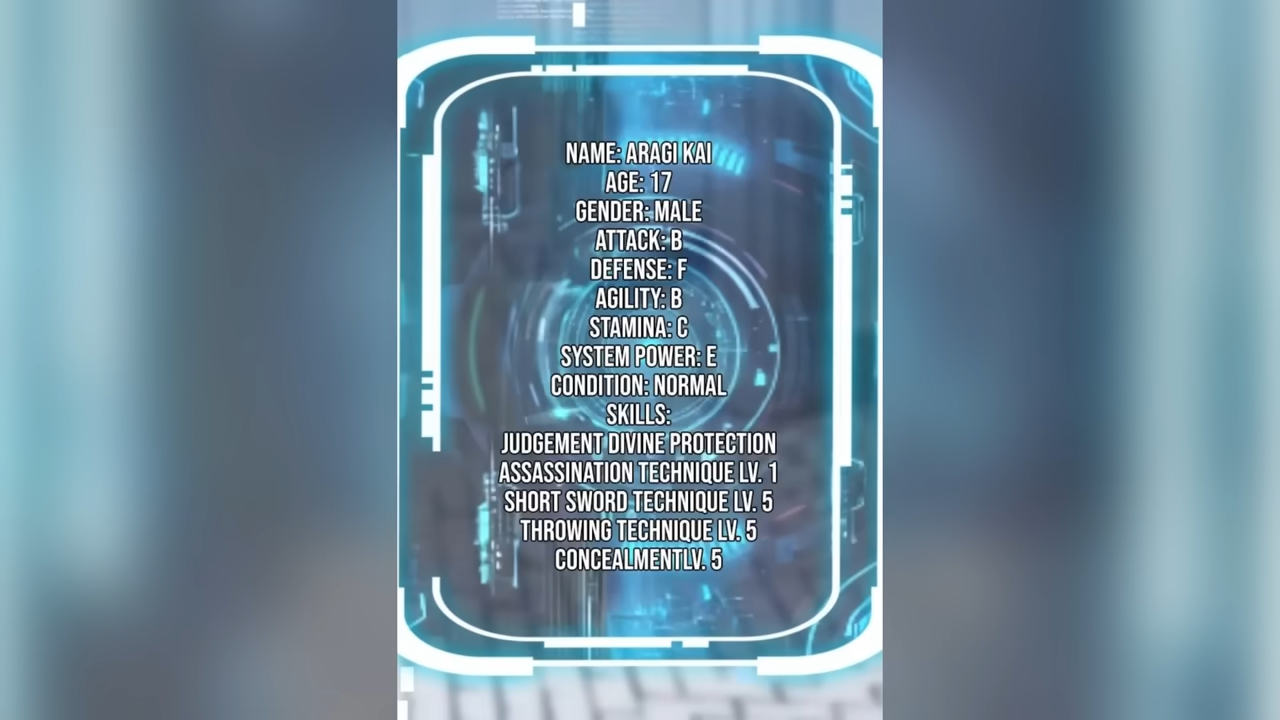 NAME: ARAGI KAI
AGE: 17
GENDER: MALE
ATTACK: B
DEFENSE: F
AGILITY: B
STAMINA: C
SYSTEM POWER: E
CONDITION: NORMAL
SKILLS:
JUDGEMENT DIVINE PROTECTION
ASSASSINATION TECHNIQUE LV. 1
SHORT SWORD TECHNIQUE LV. 5
THROWING TECHNIQUE LV. 5
CONCEALMENTLV. 5